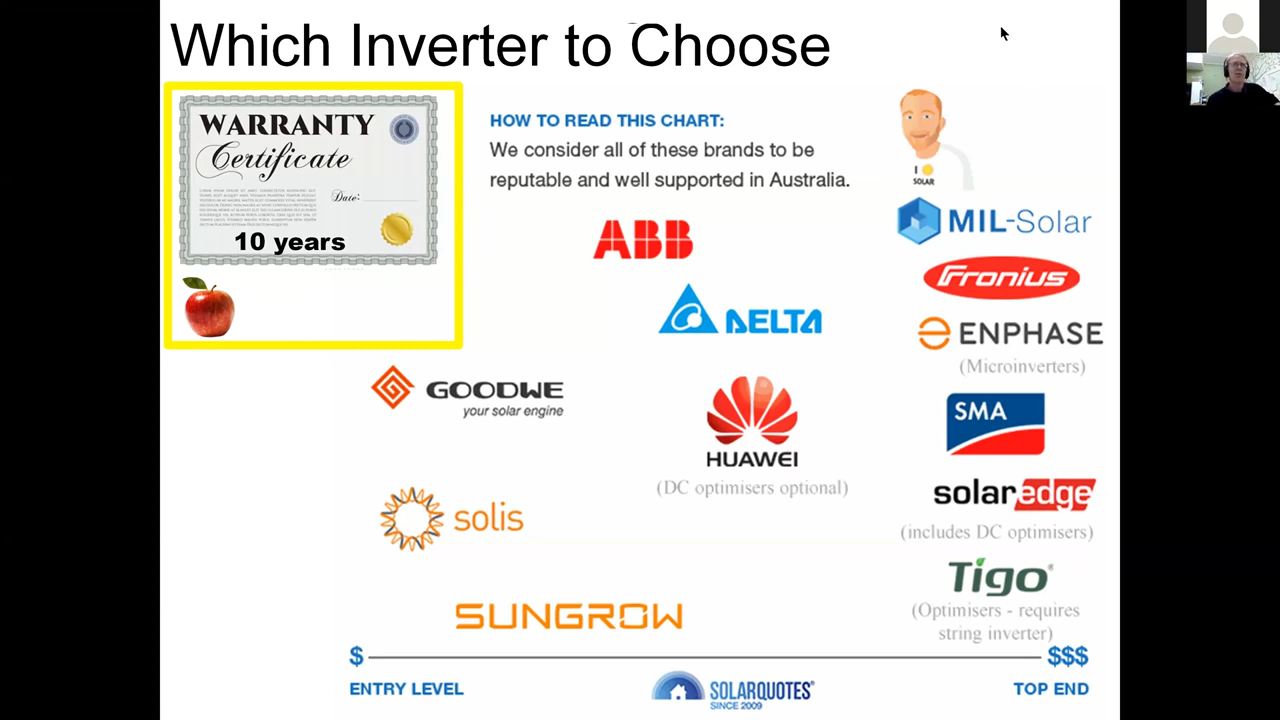 Which Inverter to Choose
WARRANTY
Certificate
Date:
10 years
HOW TO READ THIS CHART:
We consider all of these brands to be
reputable and well supported in Australia.
I
SOLAR
ABB
MIL-Solar
Fronius
DELTA
ENPHASE
(Microinverters)
GOODWE
your solar engine
HUAWEI
(DC optimisers optional)
SMA
solaredge
(includes DC optimisers)
solis
Tigo
(Optimisers - requires
string inverter)
SUNGROW
$ $$$
ENTRY LEVEL
SOLARQUOTES
SINCE 2009
TOP END